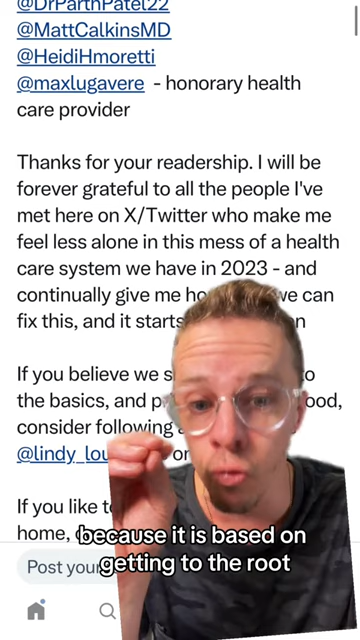 @DrParthPatel22
@MattCalkinsMD
@HeidiHmoretti
@maxlugavere - honorary health
care provider
Thanks for your readership. I will be
forever grateful to all the people I've
met here on X/Twitter who make me
feel less alone in this mess of a health
care system we have in 2023 - and
continually give me we can
fix this, and it starts
If you believe we
the basics, and
consider following
If you like
home,
Post your
because it is based on
getting to the root